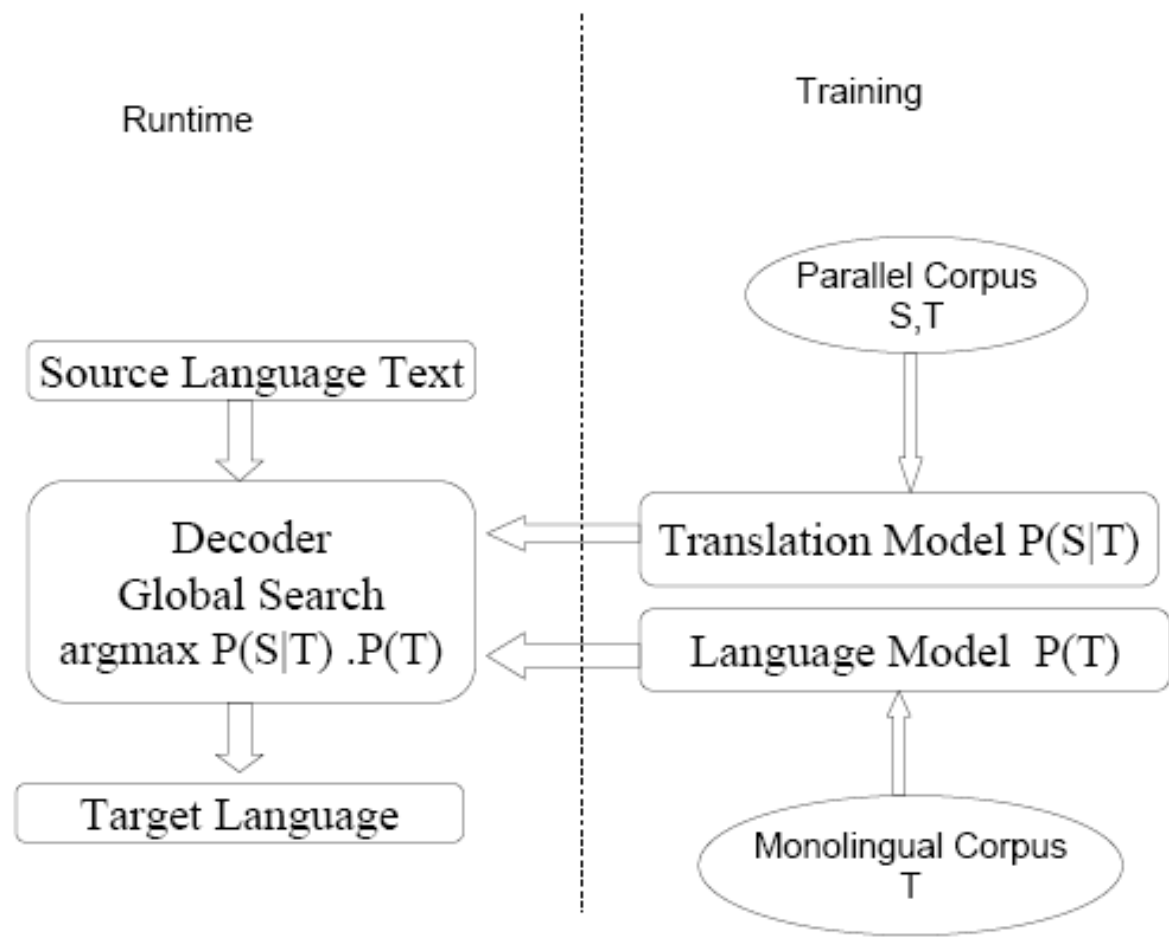 Runtime
Training
Parallel Corpus
S,T
Source Language Text
Decoder
Global Search
argmax P(S|T) .P(T)
Translation Model P(S|T)
Language Model P(T)
Target Language
Monolingual Corpus
T